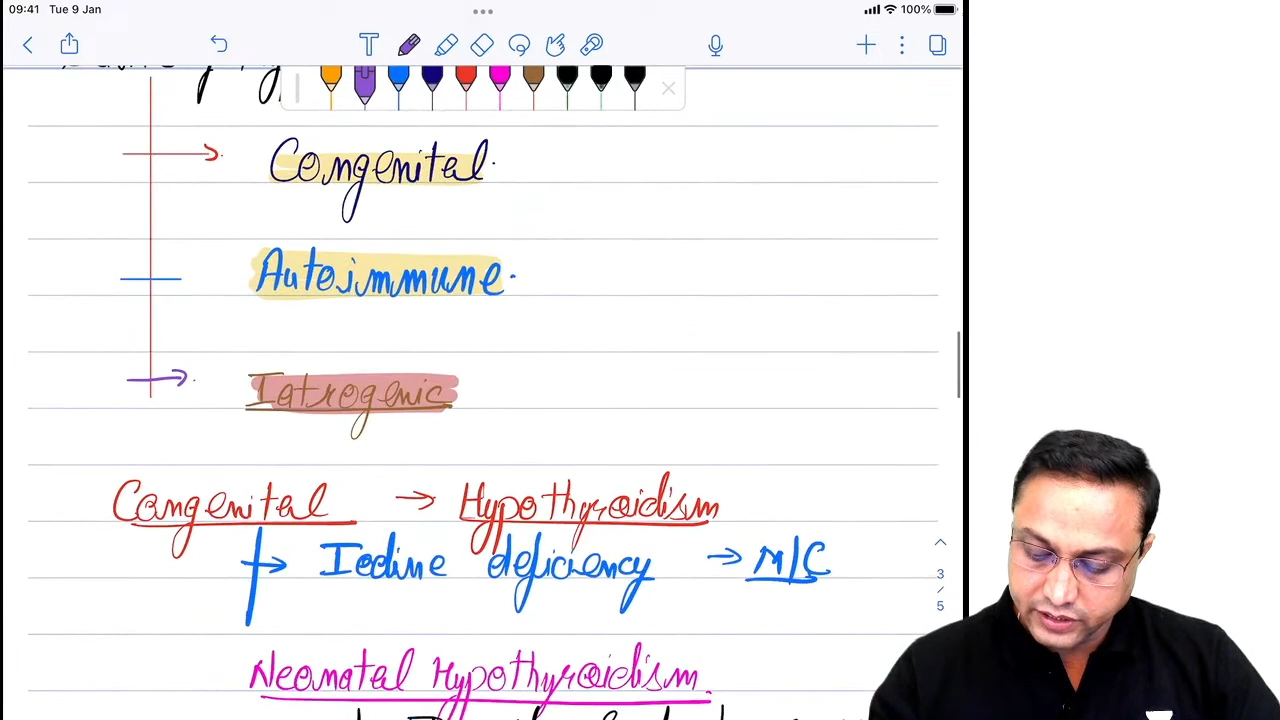 09:41 Tue 9 Jan
100%
Congenital.
Autoimmune.
Iatrogenic
Congenital → Hypothyroidism
→ Iodine deficiency → M/C
3
/
5
Neonatal Hypothyroidism.